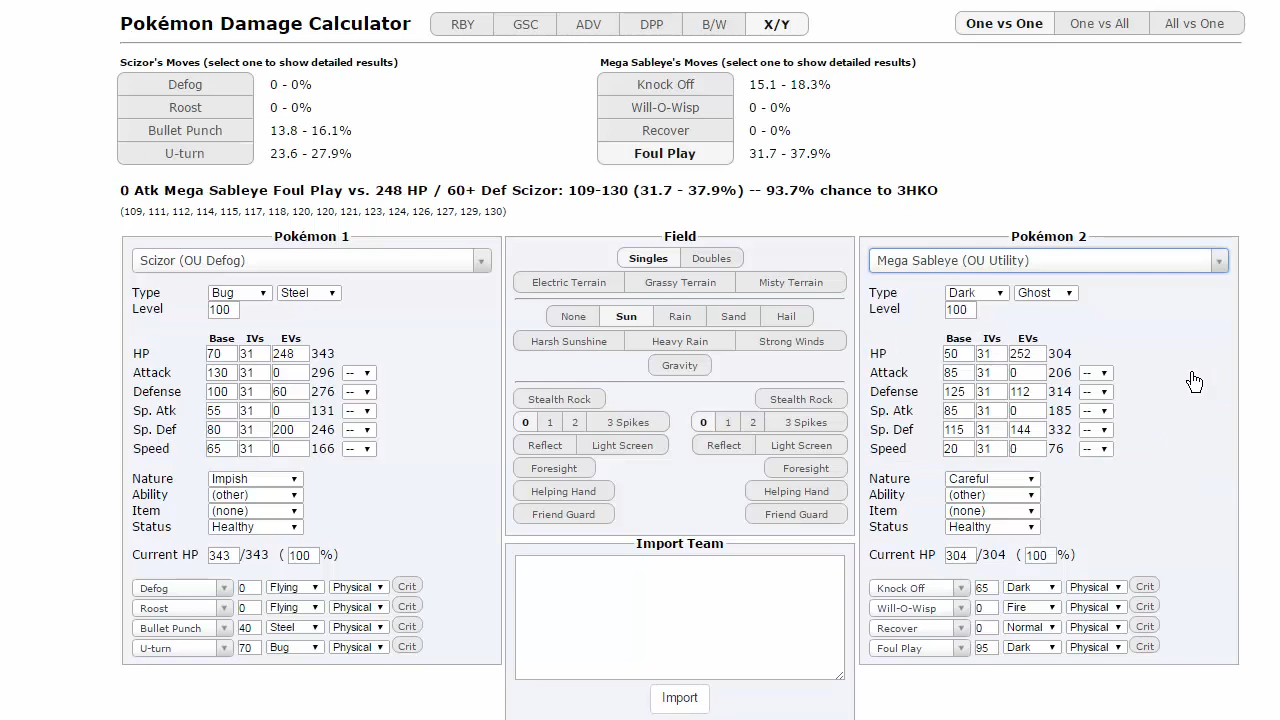 Pokémon Damage Calculator RBY GSC ADV DPP B/W X/Y One vs One One vs All All vs One
Scizor's Moves (select one to show detailed results) Mega Sableye's Moves (select one to show detailed results)
Defog 0 - 0% Knock Off 15.1 - 18.3%
Roost 0 - 0% Will-O-Wisp 0 - 0%
Bullet Punch 13.8 - 16.1% Recover 0 - 0%
U-turn 23.6 - 27.9% Foul Play 31.7 - 37.9%
0 Atk Mega Sableye Foul Play vs. 248 HP / 60+ Def Scizor: 109-130 (31.7 - 37.9%) -- 93.7% chance to 3HKO
(109, 111, 112, 114, 115, 117, 118, 120, 120, 121, 123, 124, 126, 127, 129, 130)
Pokémon 1
Scizor (OU Defog)
Type Bug Steel
Level 100
Base IVs EVs
HP 70 31 248 343
Attack 130 31 0 296 --
Defense 100 31 60 276 --
Sp. Atk 55 31 0 131 --
Sp. Def 80 31 200 246 --
Speed 65 31 0 166 --
Nature Impish
Ability (other)
Item (none)
Status Healthy
Current HP 343 /343 ( 100 %)
Defog 0 Flying Physical Crit
Roost 0 Flying Physical Crit
Bullet Punch 40 Steel Physical Crit
U-turn 70 Bug Physical Crit
Field
Singles Doubles
Electric Terrain Grassy Terrain Misty Terrain
None Sun Rain Sand Hail
Harsh Sunshine Heavy Rain Strong Winds
Gravity
Stealth Rock Stealth Rock
0 1 2 3 Spikes 0 1 2 3 Spikes
Reflect Light Screen Reflect Light Screen
Foresight Foresight
Helping Hand Helping Hand
Friend Guard Friend Guard
Import Team
Import
Pokémon 2
Mega Sableye (OU Utility)
Type Dark Ghost
Level 100
Base IVs EVs
HP 50 31 252 304
Attack 85 31 0 206 --
Defense 125 31 112 314 --
Sp. Atk 85 31 0 185 --
Sp. Def 115 31 144 332 --
Speed 20 31 0 76 --
Nature Careful
Ability (other)
Item (none)
Status Healthy
Current HP 304 /304 ( 100 %)
Knock Off 65 Dark Physical Crit
Will-O-Wisp 0 Fire Physical Crit
Recover 0 Normal Physical Crit
Foul Play 95 Dark Physical Crit